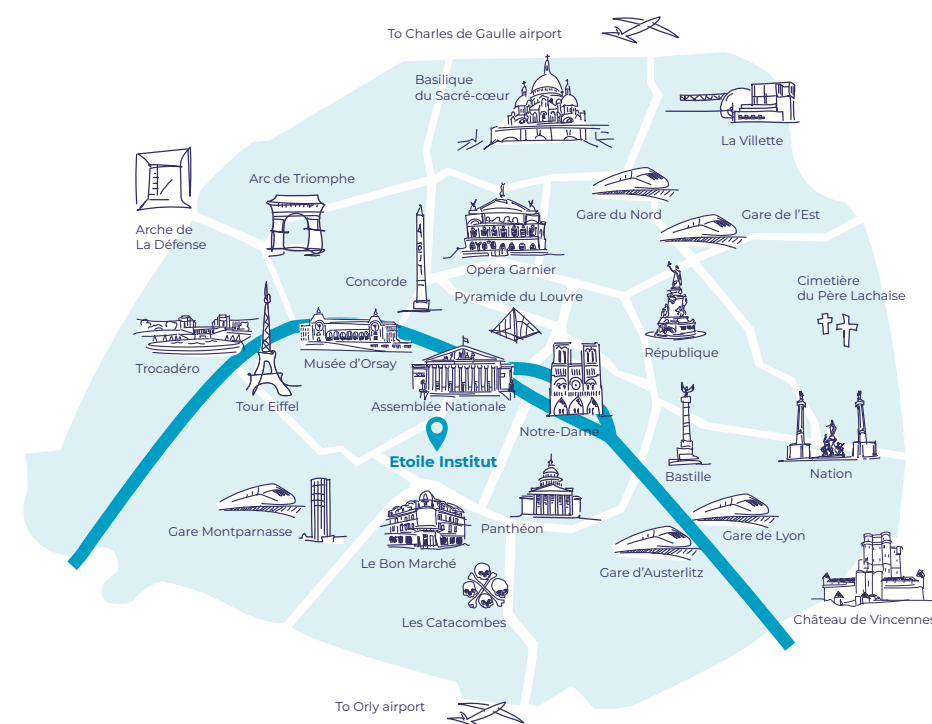 To Charles de Gaulle airport
Basilique
du Sacré-cœur
La Villette
Arc de Triomphe
Gare du Nord
Gare de l'Est
Arche de
La Défense
Opéra Garnier
Concorde
Pyramide du Louvre
Cimetière
du Père Lachaise
République
Musée d'Orsay
Trocadéro
Tour Eiffel
Assemblée Nationale
Notre-Dame
Etoile Institut
Bastille
Nation
Gare Montparnasse
Panthéon
Gare de Lyon
Le Bon Marché
Gare d'Austerlitz
Les Catacombes
Château de Vincennes
To Orly airport